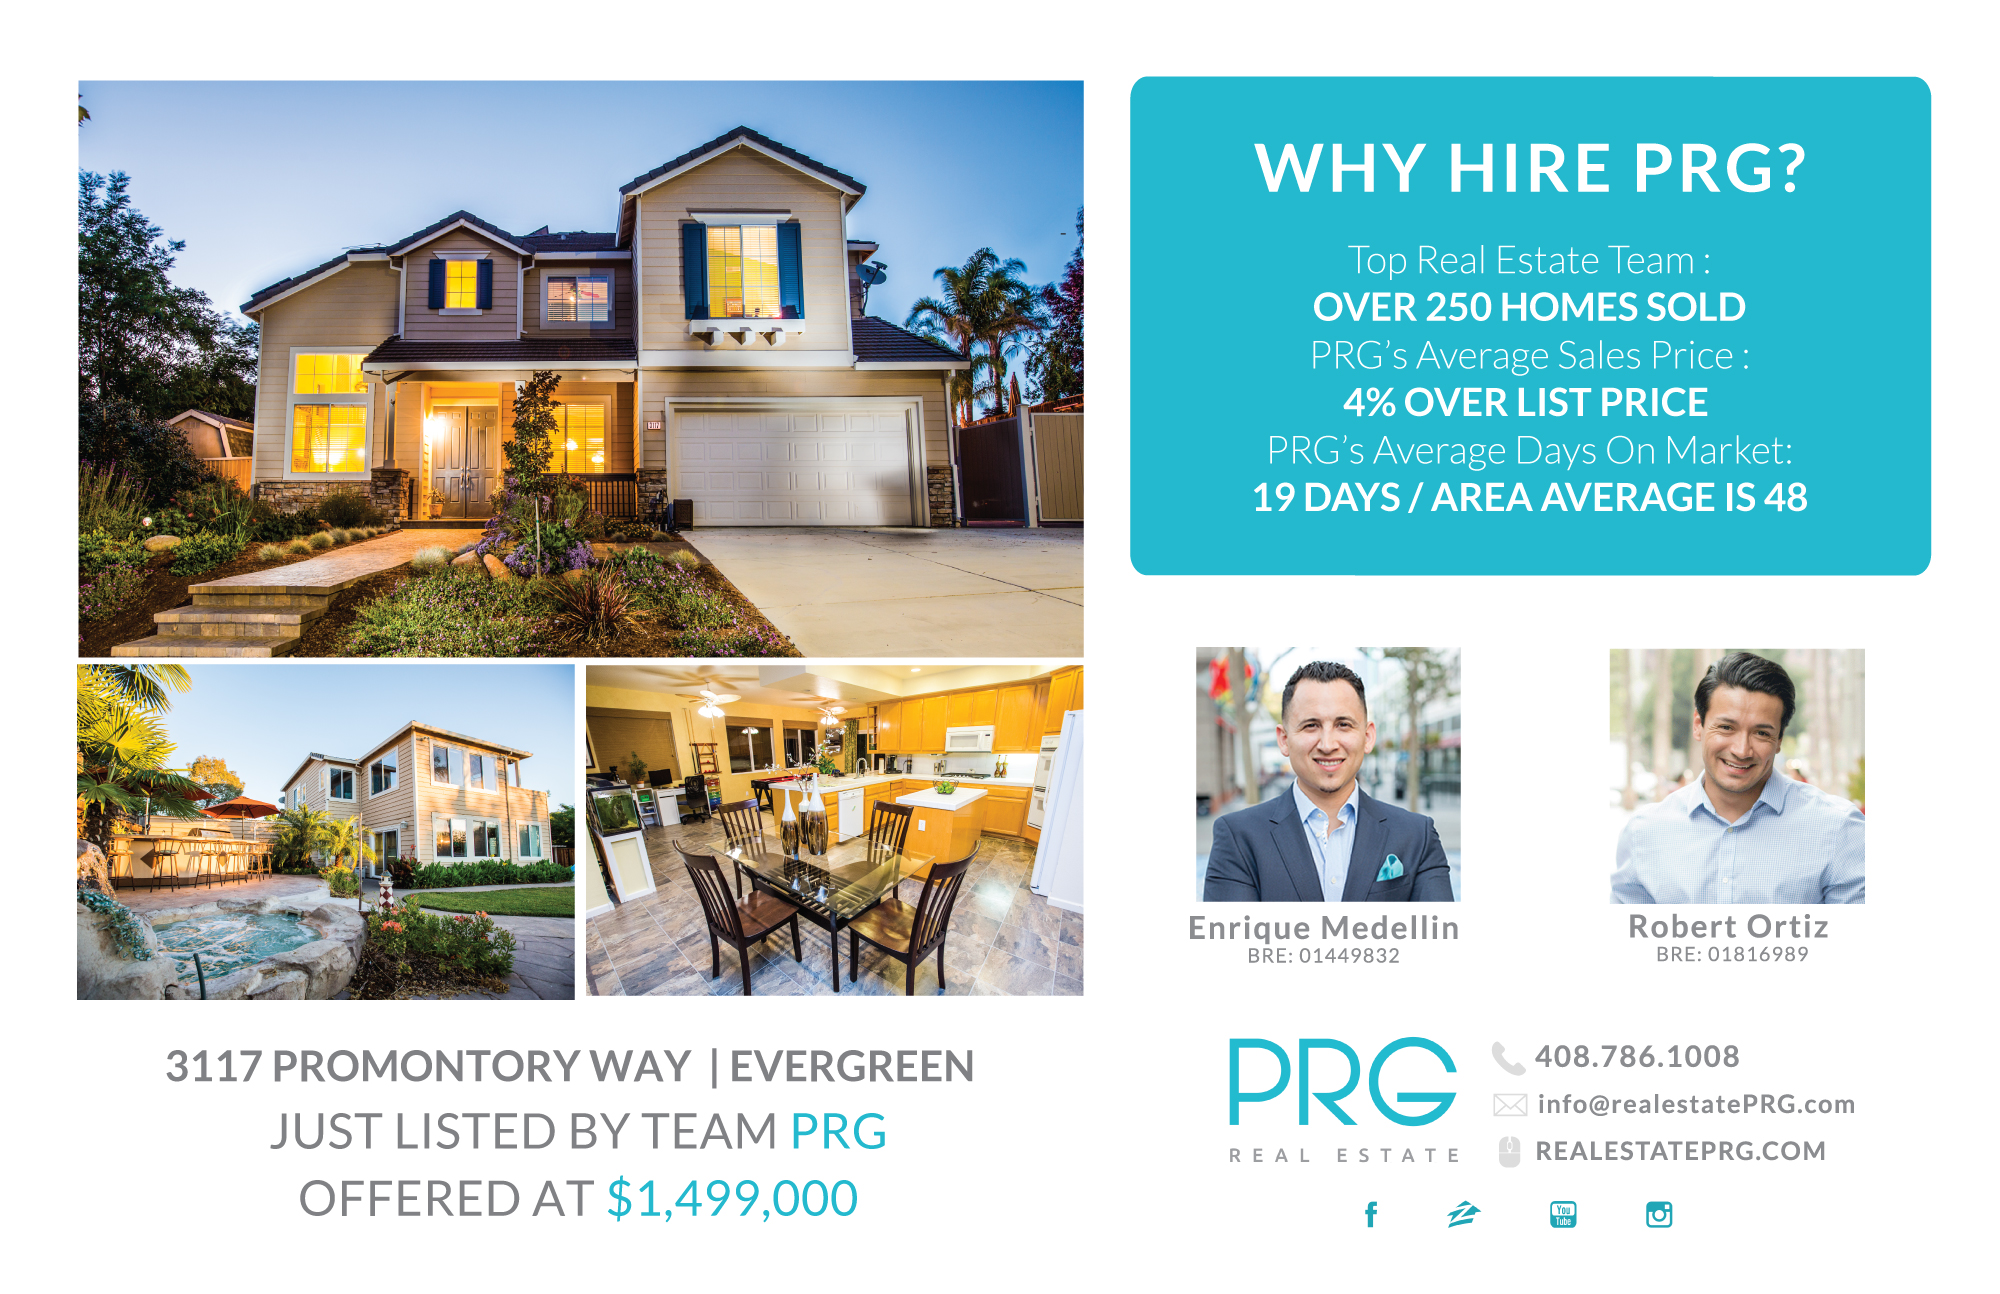 3117
3117 PROMONTORY WAY | EVERGREEN
JUST LISTED BY TEAM PRG
OFFERED AT $1,499,000
WHY HIRE PRG?
Top Real Estate Team :
OVER 250 HOMES SOLD
PRG’s Average Sales Price :
4% OVER LIST PRICE
PRG’s Average Days On Market:
19 DAYS / AREA AVERAGE IS 48
Enrique Medellin
BRE: 01449832
Robert Ortiz
BRE: 01816989
PRG
REAL ESTATE
408.786.1008
info@realestatePRG.com
REALESTATEPRG.COM
f
You
Tube